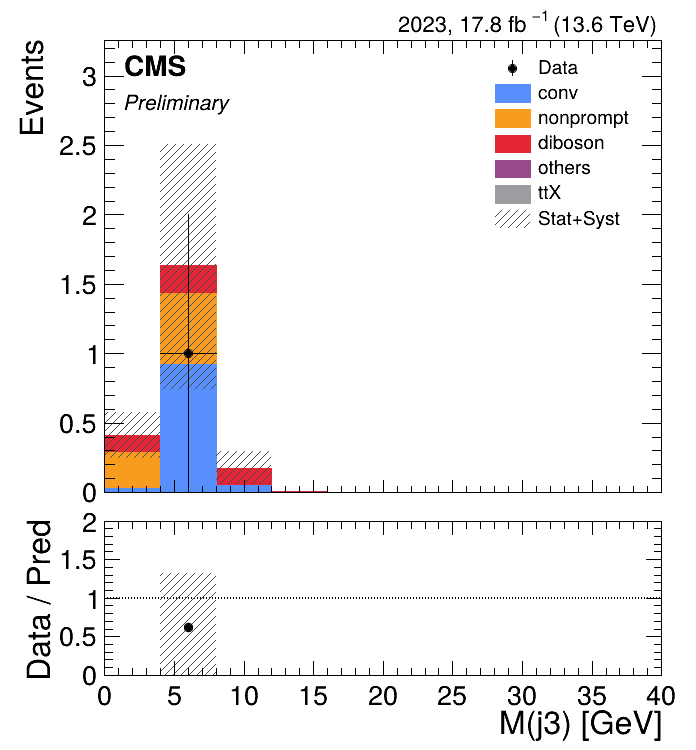 2023, 17.8 fb⁻¹ (13.6 TeV)
CMS
Preliminary
Events
Data
conv
nonprompt
diboson
others
ttX
Stat+Syst
3
2.5
2
1.5
1
0.5
0
Data / Pred
2
1.5
1
0.5
0
0 5 10 15 20 25 30 35 40
M(j3) [GeV]